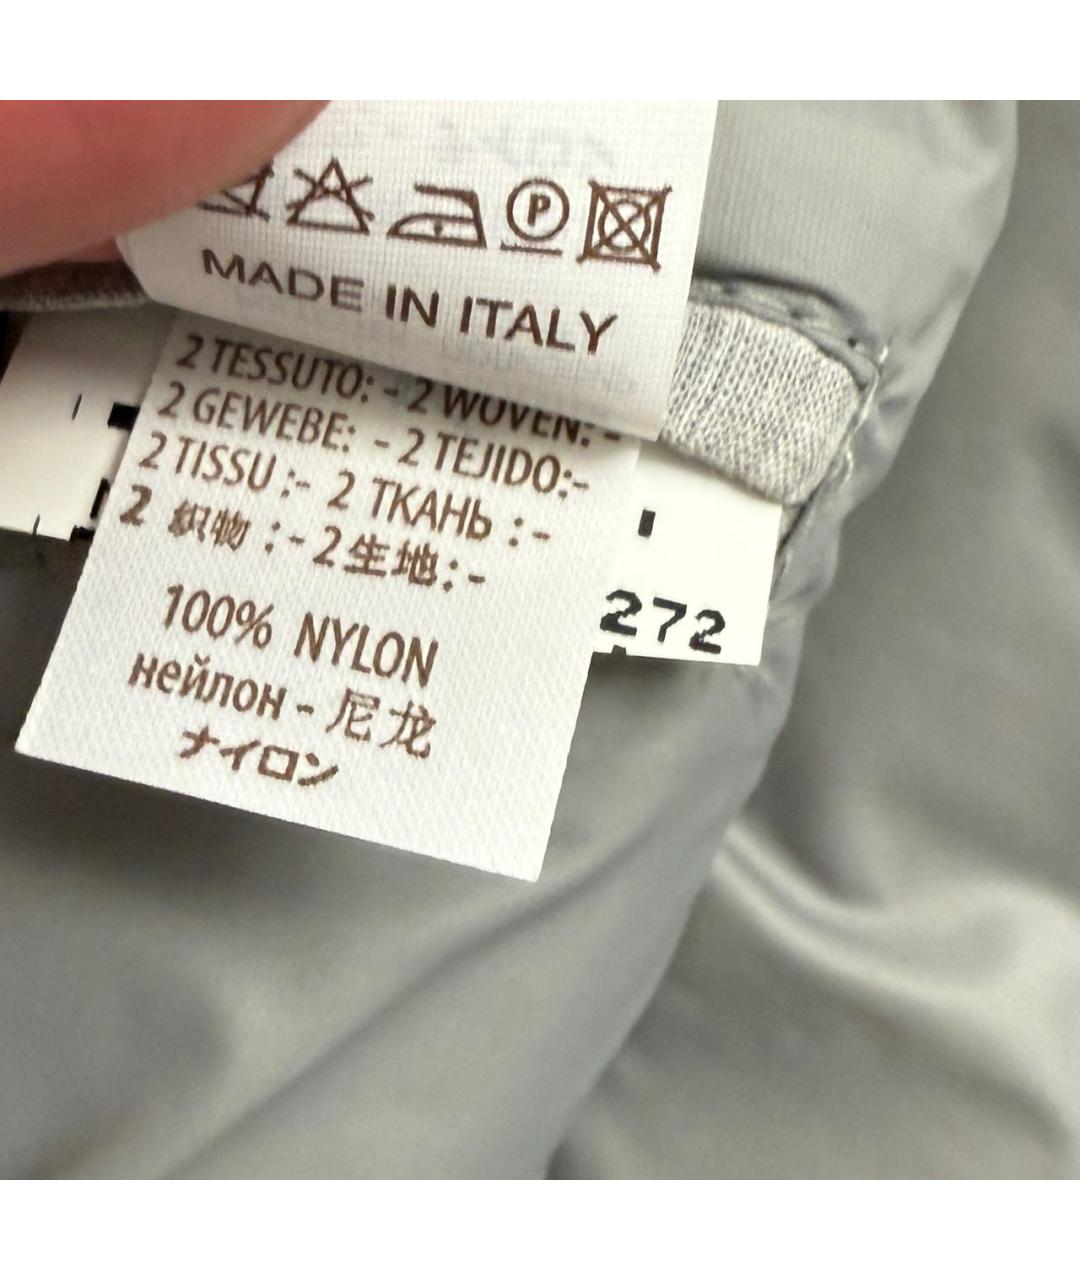 P
MADE IN ITALY
2 TESSUTO: - 2 WOVEN: -
2 GEWEBE: - 2 TEJIDO:-
2 TISSU :- 2 ТКАНЬ :-
2 织物 :- 2 生地:-
272
100% NYLON
нейлон - 尼龙
ナイロン